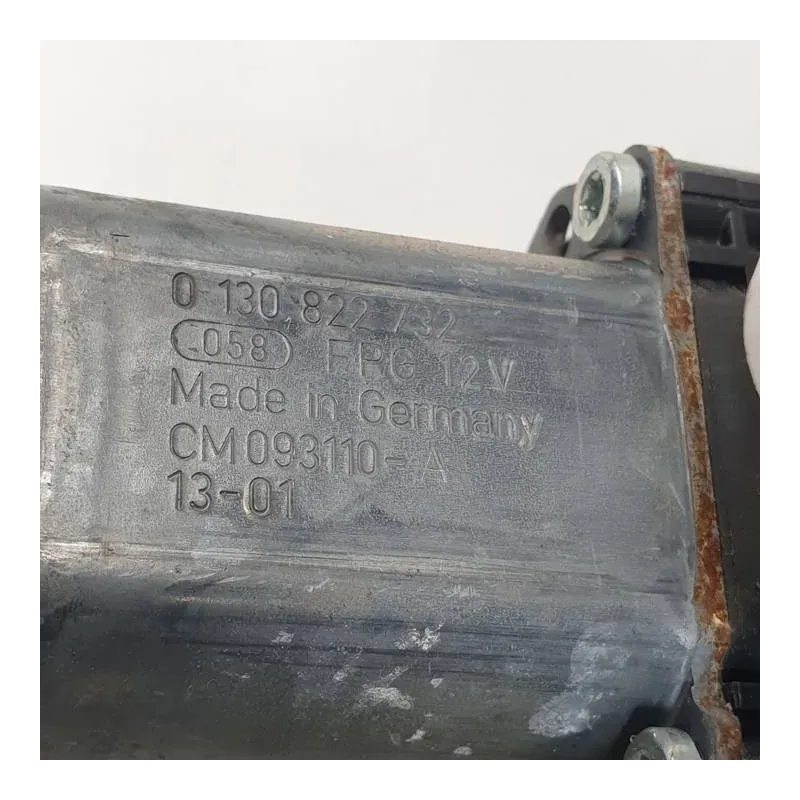 0 130 822 732
058 FPG 12V
Made in Germany
CM093110-A
13-01